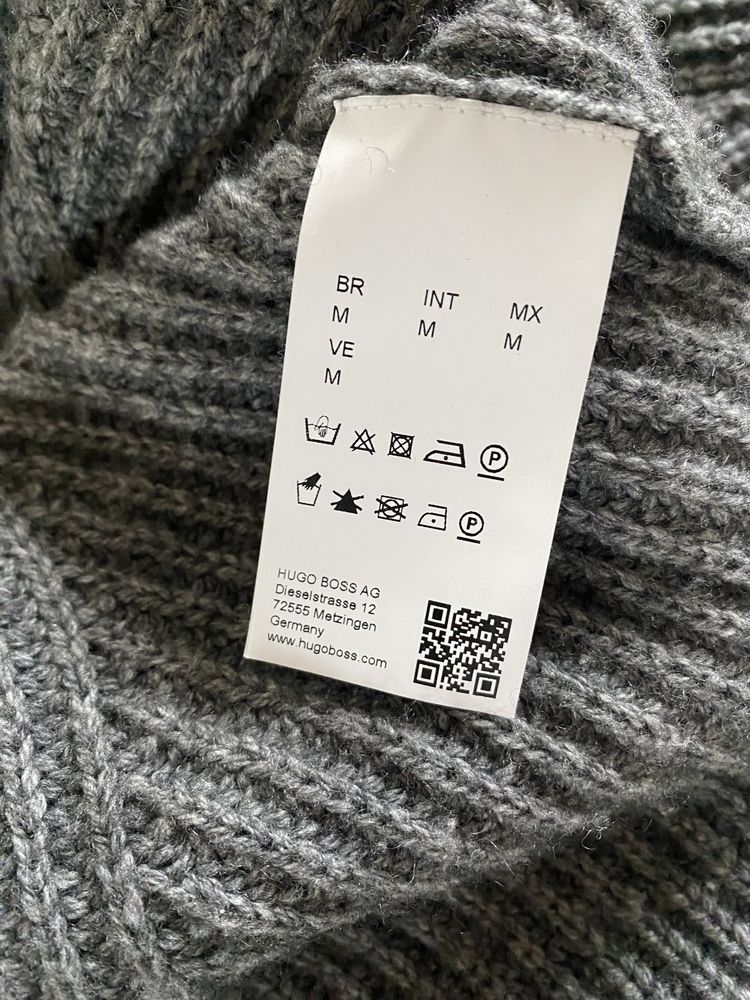 BR INT MX
M M M
VE
M
P
P
HUGO BOSS AG
Dieselstrasse 12
72555 Metzingen
Germany
www.hugoboss.com